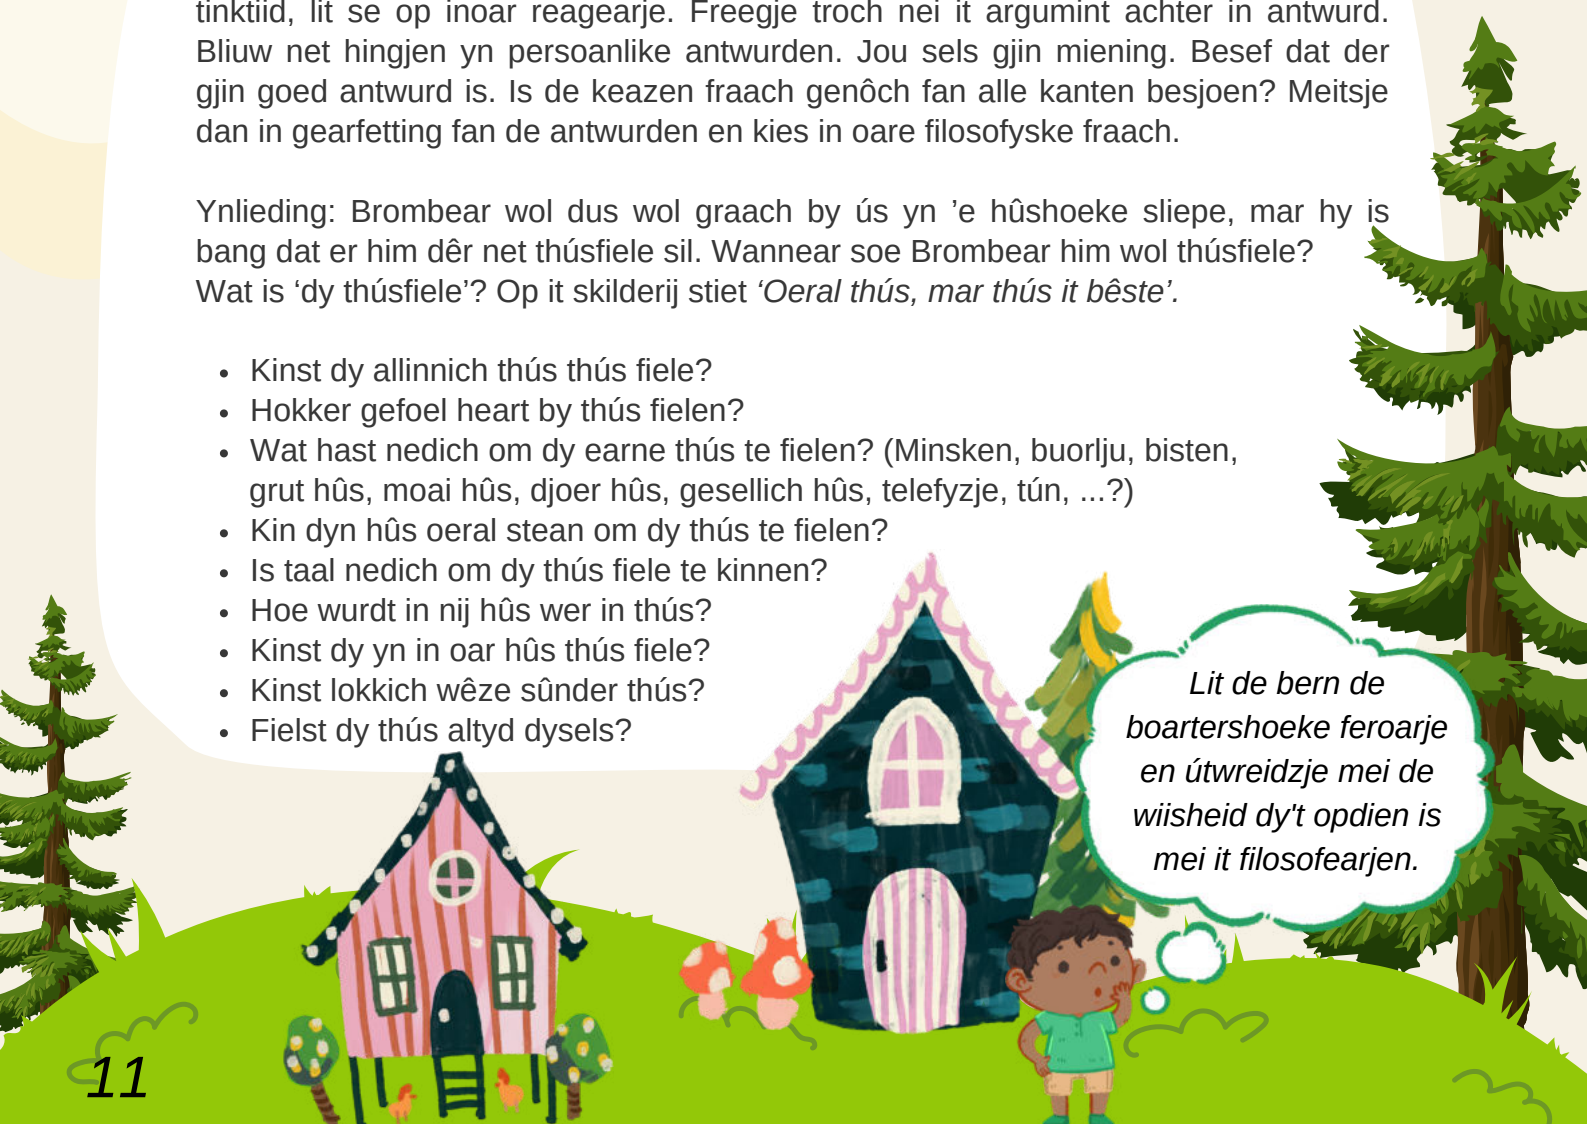 tinktiid, lit se op inoar reagearje. Freegje troch nei it argumint achter in antwurd.
Bliuw net hingjen yn persoanlike antwurden. Jou sels gjin miening. Besef dat der
gjin goed antwurd is. Is de keazen fraach genôch fan alle kanten besjoen? Meitsje
dan in gearfetting fan de antwurden en kies in oare filosofyske fraach.
Ynlieding: Brombear wol dus wol graach by ús yn ’e hûshoeke sliepe, mar hy is
bang dat er him dêr net thúsfiele sil. Wannear soe Brombear him wol thúsfiele?
Wat is ‘dy thúsfiele’? Op it skilderij stiet ‘Oeral thús, mar thús it bêste’.
• Kinst dy allinnich thús thús fiele?
• Hokker gefoel heart by thús fielen?
• Wat hast nedich om dy earne thús te fielen? (Minsken, buorlju, bisten,
grut hûs, moai hûs, djoer hûs, gesellich hûs, telefyzje, tún, ...?)
• Kin dyn hûs oeral stean om dy thús te fielen?
• Is taal nedich om dy thús fiele te kinnen?
• Hoe wurdt in nij hûs wer in thús?
• Kinst dy yn in oar hûs thús fiele?
• Kinst lokkich wêze sûnder thús?
• Fielst dy thús altyd dysels?
Lit de bern de
boartershoeke feroarje
en útwreidzje mei de
wiisheid dy't opdien is
mei it filosofearjen.
11